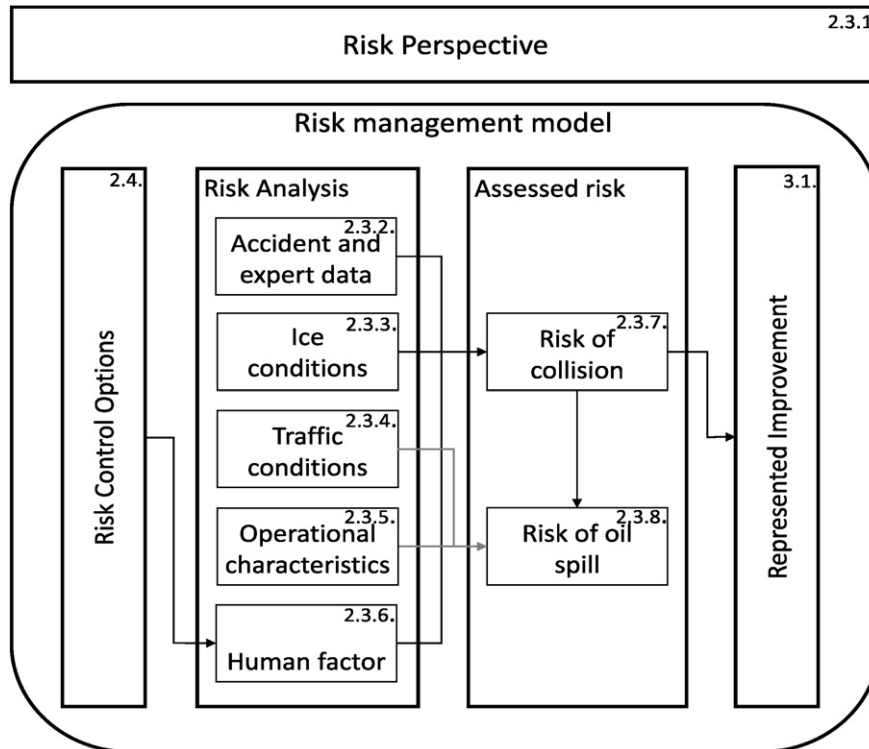 2.3.1
Risk Perspective
Risk management model
2.4.
Risk Control Options
Risk Analysis
2.3.2.
Accident and
expert data
2.3.3.
Ice
conditions
2.3.4.
Traffic
conditions
2.3.5.
Operational
characteristics
2.3.6.
Human factor
Assessed risk
2.3.7.
Risk of
collision
2.3.8.
Risk of oil
spill
3.1.
Represented Improvement